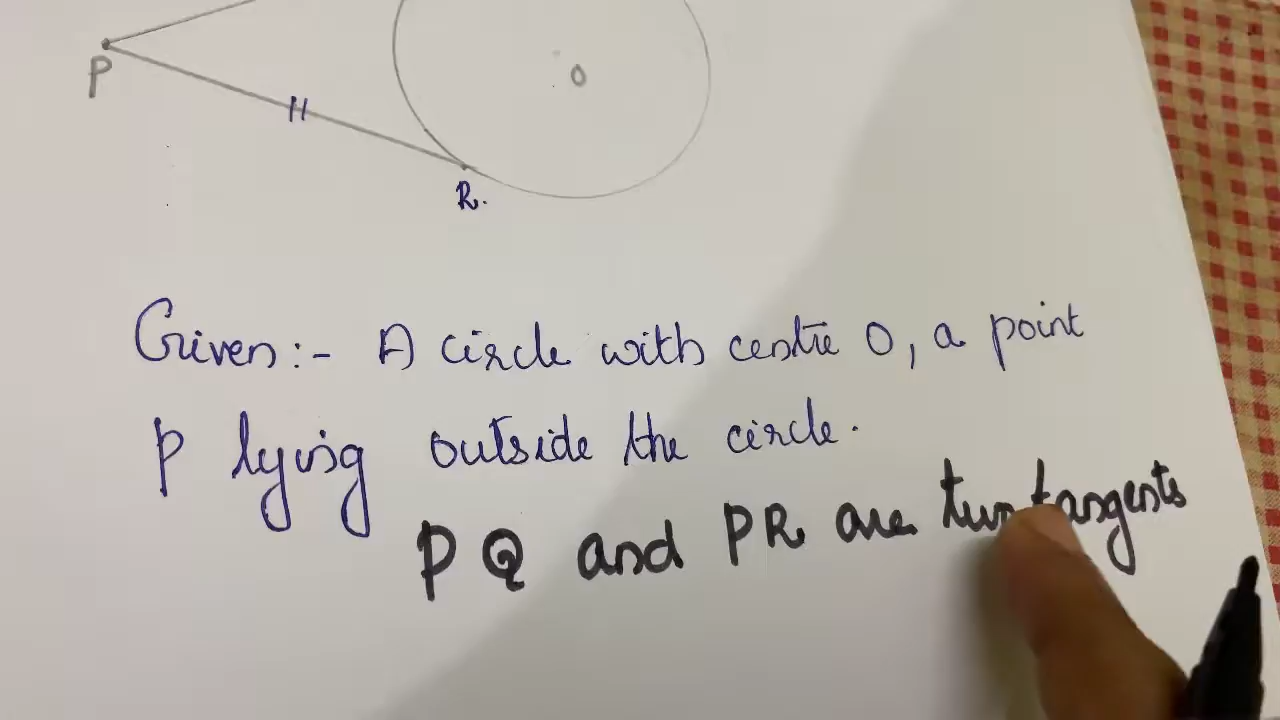 P
O
R.
Given:- A circle with centre O, a point
P lying outside the circle.
PQ and PR are two tangents